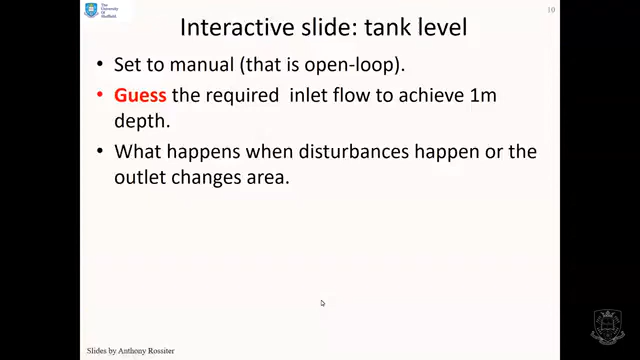 The
University
Of
Sheffield.
10
Interactive slide: tank level
• Set to manual (that is open-loop).
• Guess the required inlet flow to achieve 1m
depth.
• What happens when disturbances happen or the
outlet changes area.
Slides by Anthony Rossiter